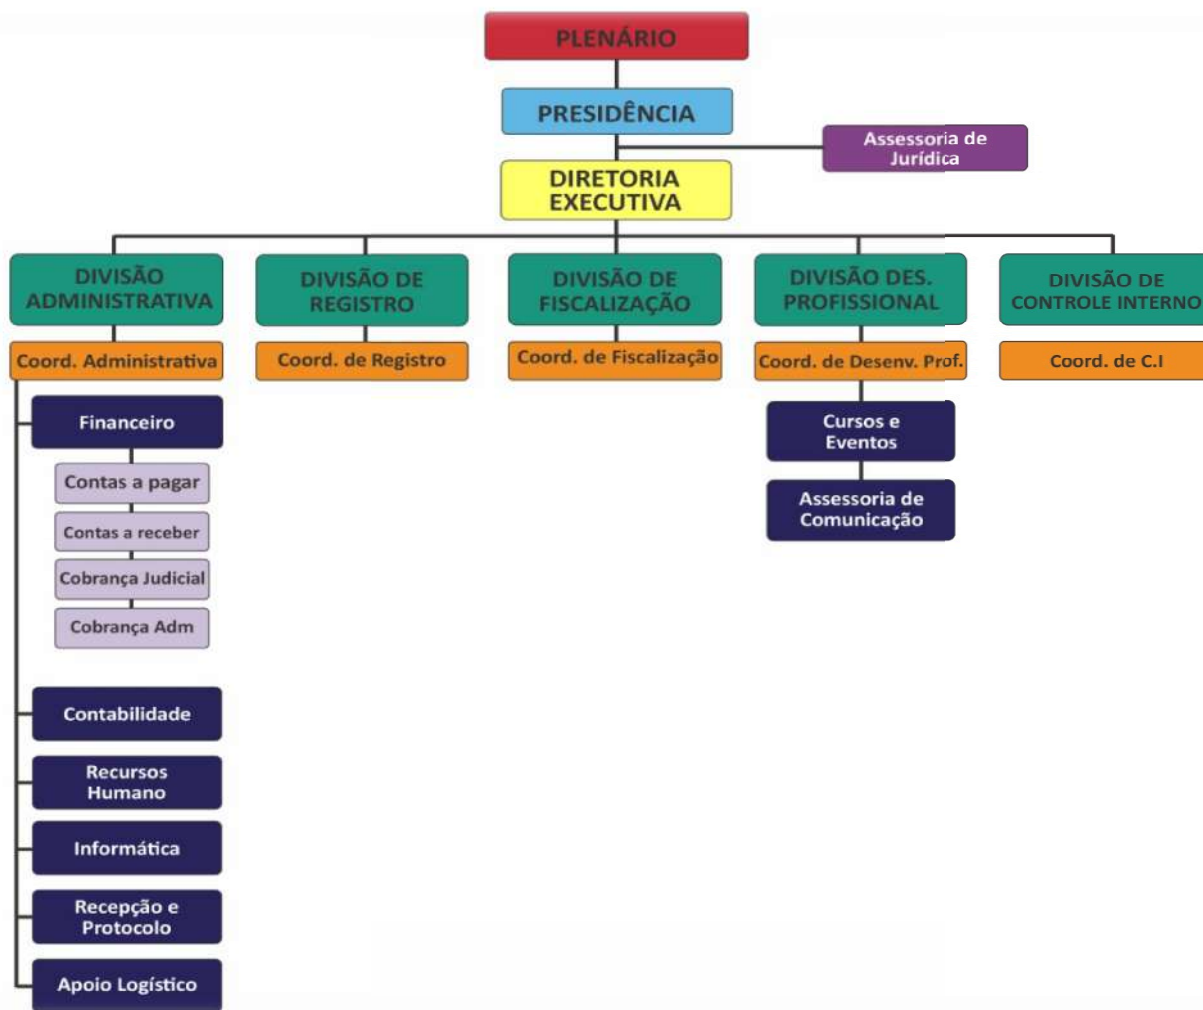 PLENÁRIO
PRESIDÊNCIA
Assessoria de
Jurídica
DIRETORIA
EXECUTIVA
DIVISÃO
ADMINISTRATIVA
DIVISÃO DE
REGISTRO
DIVISÃO DE
FISCALIZAÇÃO
DIVISÃO DES.
PROFISSIONAL
DIVISÃO DE
CONTROLE INTERNO
Coord. Administrativa
Coord. de Registro
Coord. de Fiscalização
Coord. de Desenv. Prof.
Coord. de C.I
Financeiro
Contas a pagar
Contas a receber
Cobrança Judicial
Cobrança Adm
Cursos e
Eventos
Assessoria de
Comunicação
Contabilidade
Recursos
Humano
Informática
Recepção e
Protocolo
Apoio Logístico